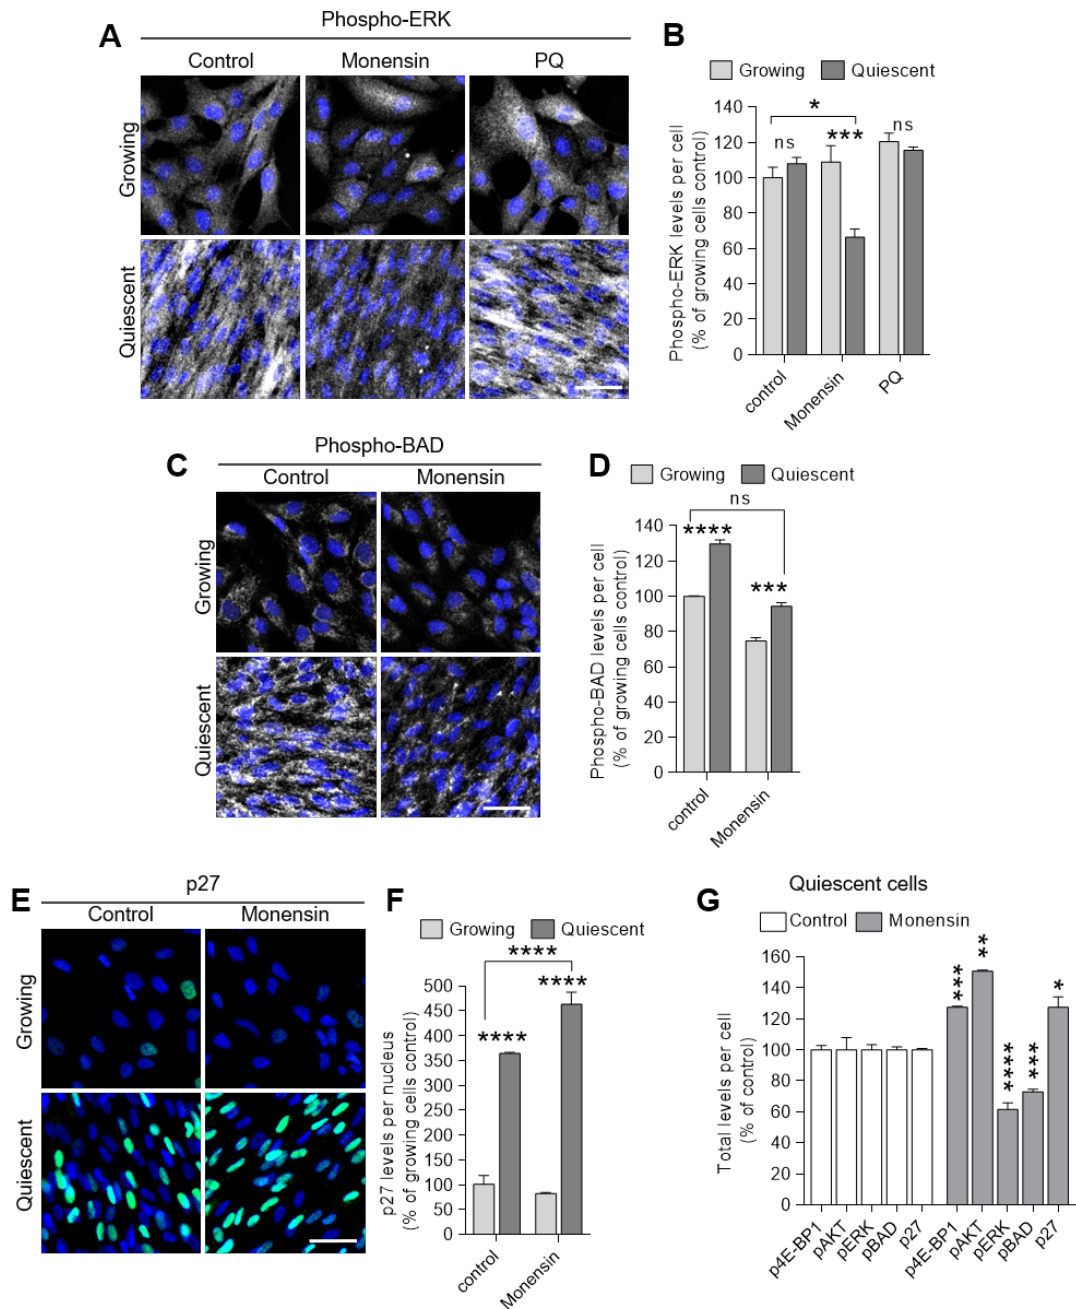 A
Phospho-ERK
Control Monensin PQ
Growing
Quiescent
B
Growing Quiescent
Phospho-ERK levels per cell
(% of growing cells control)
140
120
100
80
60
40
20
0
*
ns *** ns
control Monensin PQ
C
Phospho-BAD
Control Monensin
Growing
Quiescent
D
Growing Quiescent
ns
Phospho-BAD levels per cell
(% of growing cells control)
140
120
100
80
60
40
20
0
**** ***
control Monensin
E
p27
Control Monensin
Growing
Quiescent
F
Growing Quiescent
****
p27 levels per nucleus
(% of growing cells control)
500
450
400
350
300
250
200
150
100
50
0
**** ****
control Monensin
G
Quiescent cells
Control Monensin
Total levels per cell
(% of control)
160
140
120
100
80
60
40
20
0
*** ** **** *** *
p4E-BP1 pAKT pERK pBAD p27 p4E-BP1 pAKT pERK pBAD p27